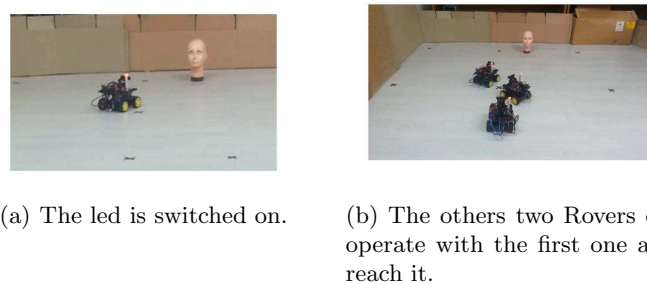 (a) The led is switched on.
(b) The others two Rovers
operate with the first one
reach it.